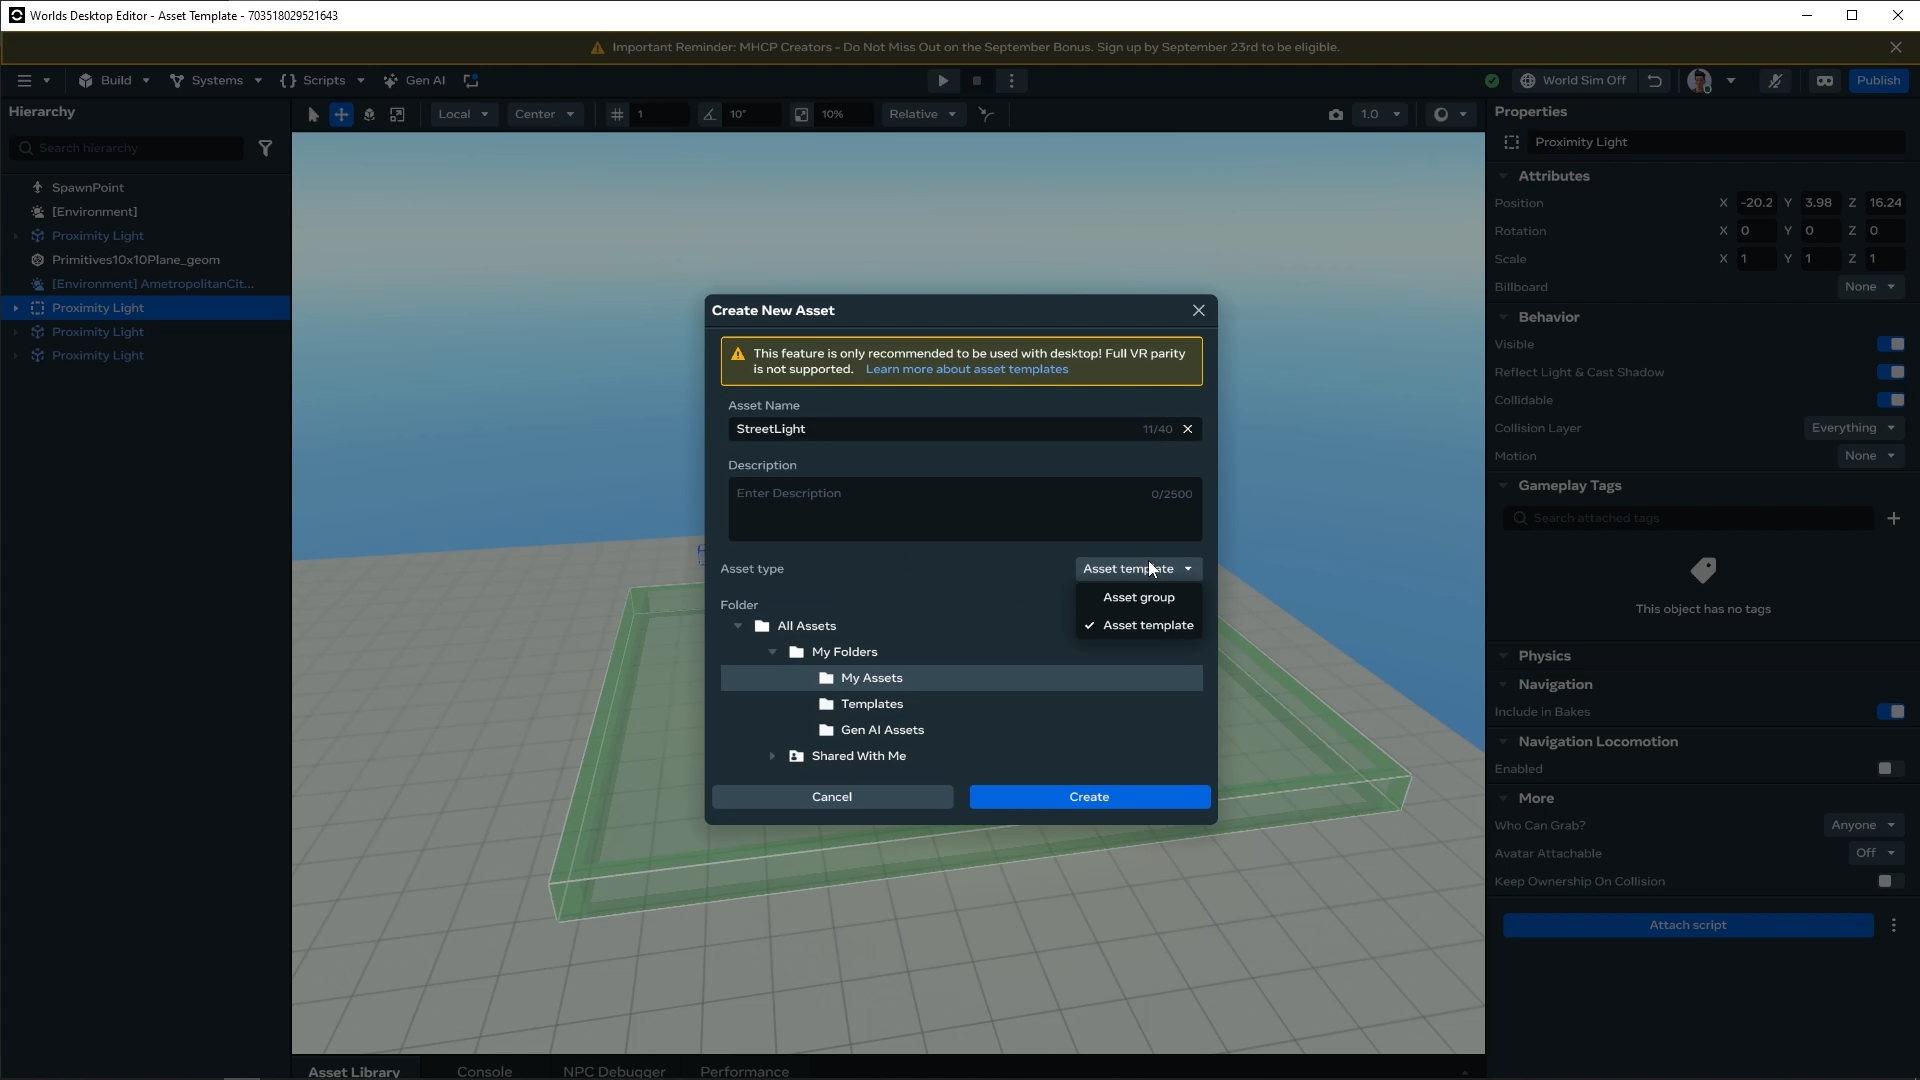 Worlds Desktop Editor - Asset Template - 703518029521643
Important Reminder: MHCP Creators - Do Not Miss Out on the September Bonus. Sign up by September 23rd to be eligible.
Build
Systems
Scripts
Gen AI
World Sim Off
Publish
Hierarchy
Local
Center
1
10°
10%
Relative
1.0
Properties
Search hierarchy
Proximity Light
SpawnPoint
[Environment]
Proximity Light
Primitives10x10Plane_geom
[Environment] AmetropolitanCit...
Proximity Light
Proximity Light
Proximity Light
Create New Asset
This feature is only recommended to be used with desktop! Full VR parity
is not supported. Learn more about asset templates
Asset Name
StreetLight
11/40
Description
Enter Description
0/2500
Asset type
Asset template
Asset group
Asset template
Folder
All Assets
My Folders
My Assets
Templates
Gen AI Assets
Shared With Me
Cancel
Create
Attributes
Position X -20.2 Y 3.98 Z 16.24
Rotation X 0 Y 0 Z 0
Scale X 1 Y 1 Z 1
Billboard None
Behavior
Visible
Reflect Light & Cast Shadow
Collidable
Collision Layer Everything
Motion None
Gameplay Tags
Search attached tags
This object has no tags
Physics
Navigation
Include in Bakes
Navigation Locomotion
Enabled
More
Who Can Grab? Anyone
Avatar Attachable Off
Keep Ownership On Collision
Attach script
Asset Library
Console
NPC Debugger
Performance